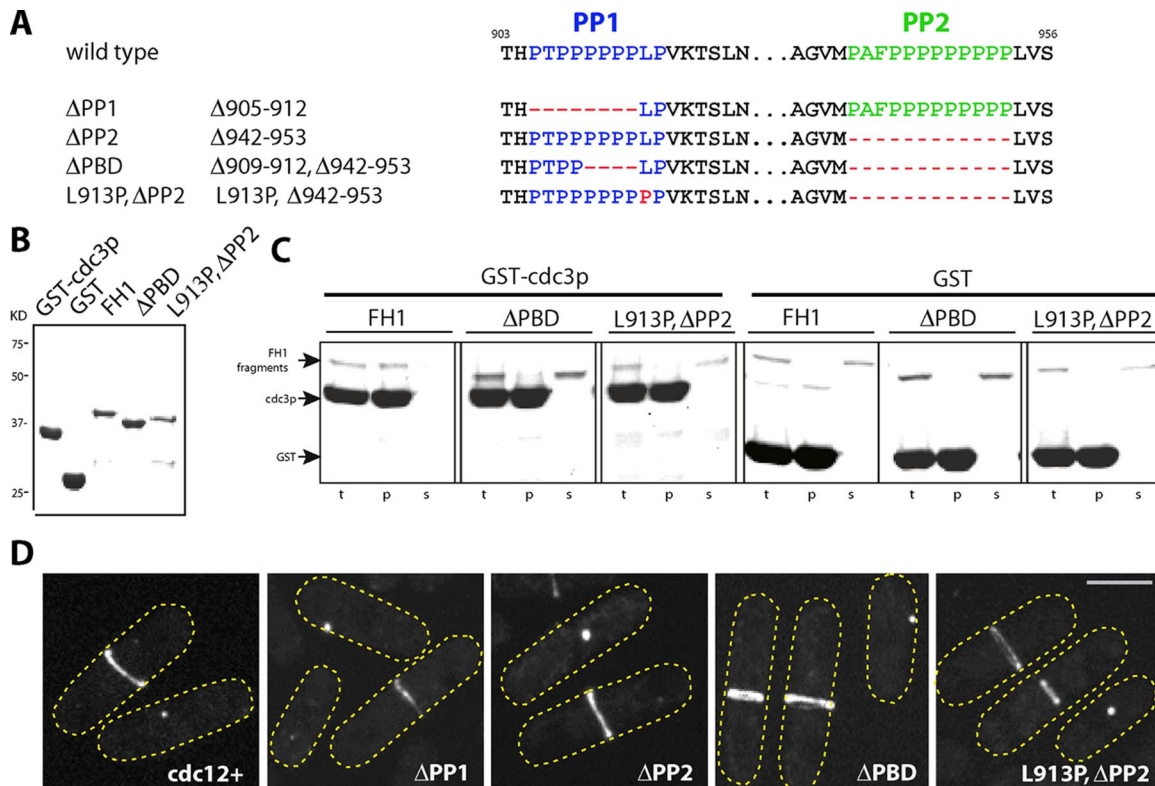 A
PP1 PP2
903 956
wild type THPTPPPPPPLPVKTSLN...AGVMPAFPPPPPPPPPLVS
ΔPP1 Δ905-912 TH--------LPVKTSLN...AGVMPAFPPPPPPPPPLVS
ΔPP2 Δ942-953 THPTPPPPPPLPVKTSLN...AGVM------------LVS
ΔPBD Δ909-912, Δ942-953 THPTPP----LPVKTSLN...AGVM------------LVS
L913P, ΔPP2 L913P, Δ942-953 THPTPPPPPPPPVKTSLN...AGVM------------LVS
B
GST-cdc3p
GST
FH1
ΔPBD
L913P, ΔPP2
KD
75-
50-
37-
25-
C
GST-cdc3p GST
FH1 ΔPBD L913P, ΔPP2 FH1 ΔPBD L913P, ΔPP2
FH1
fragments
cdc3p
GST
t p s t p s t p s t p s t p s t p s
D
cdc12+ ΔPP1 ΔPP2 ΔPBD L913P, ΔPP2